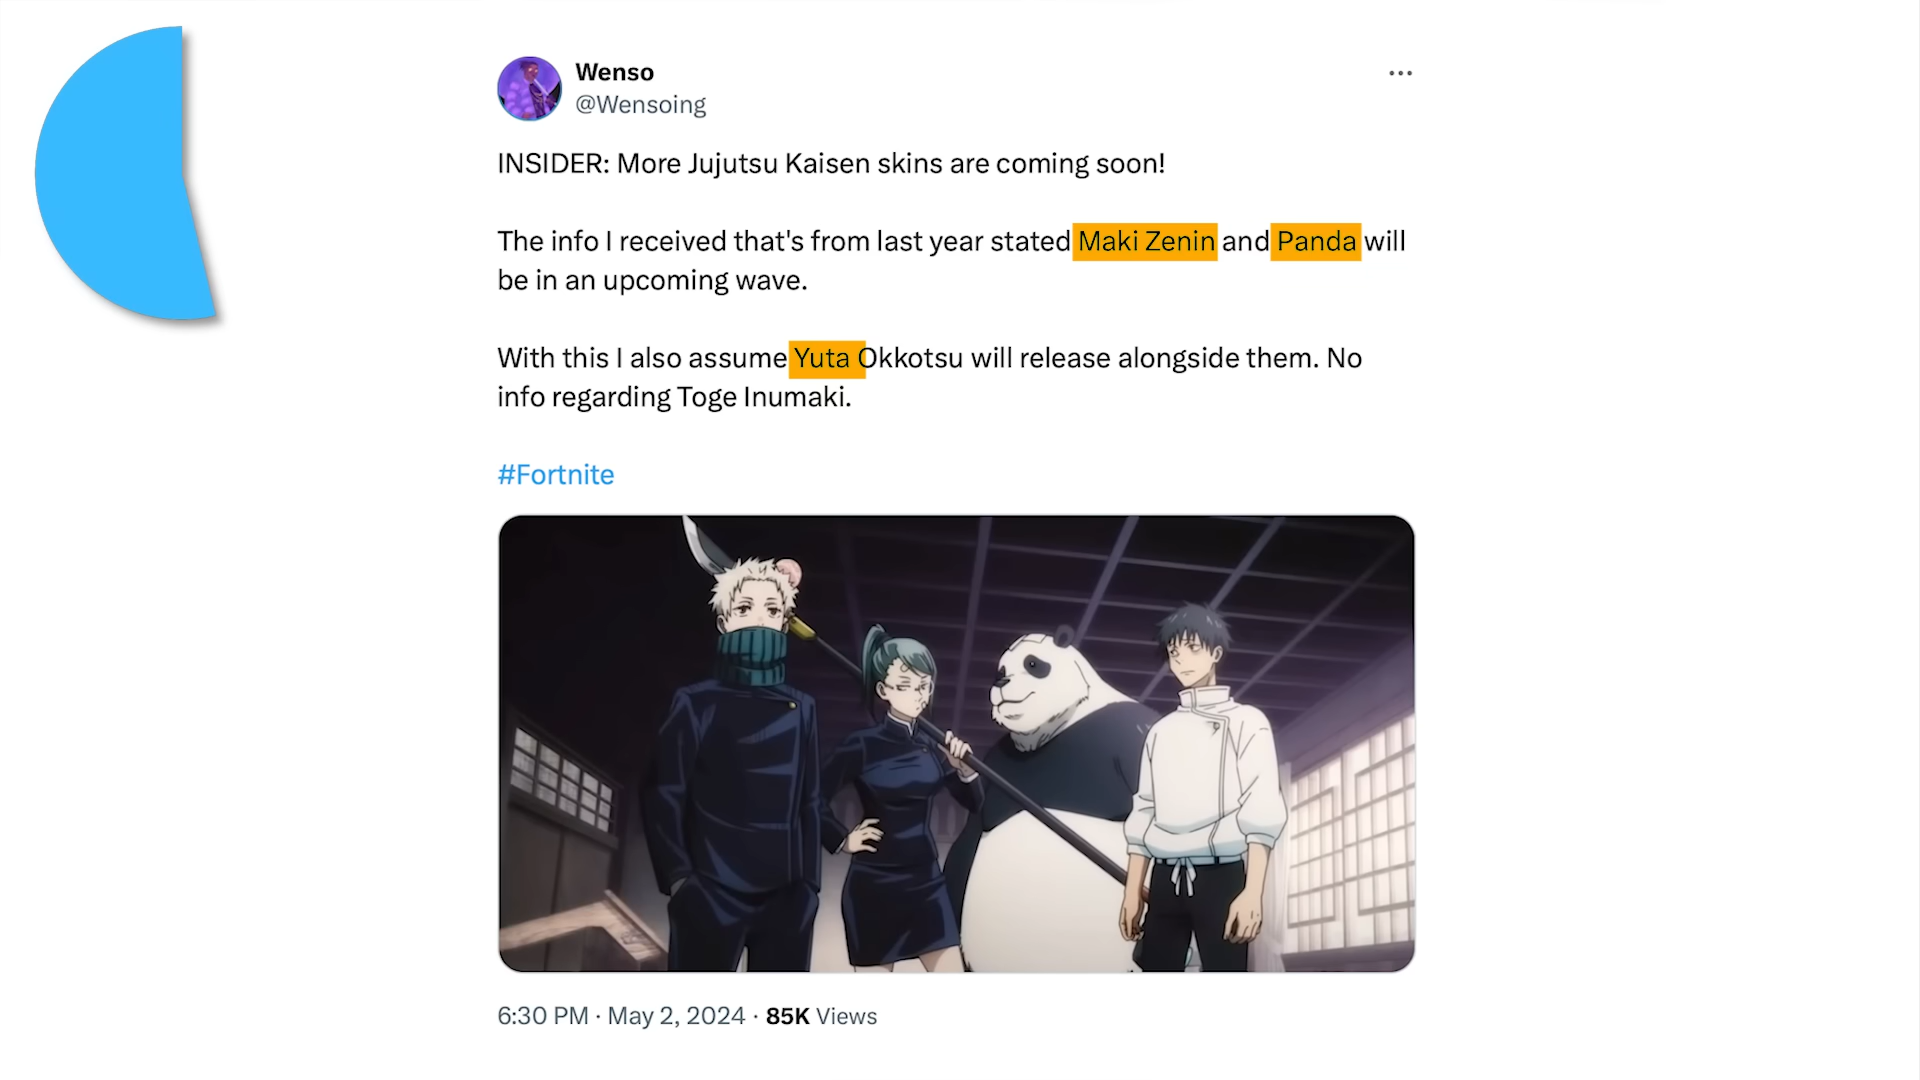 Wenso
@Wensoing
INSIDER: More Jujutsu Kaisen skins are coming soon!
The info I received that's from last year stated Maki Zenin and Panda will
be in an upcoming wave.
With this I also assume Yuta Okkotsu will release alongside them. No
info regarding Toge Inumaki.
#Fortnite
6:30 PM · May 2, 2024 · 85K Views